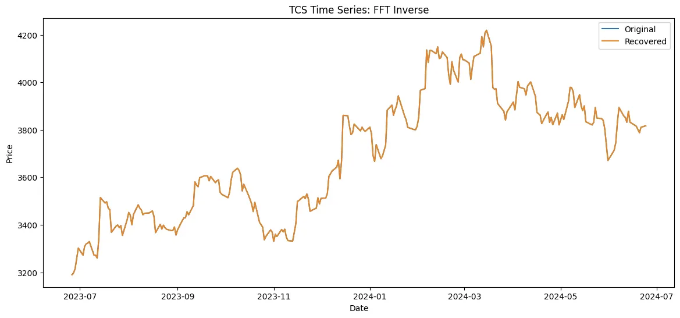 TCS Time Series: FFT Inverse
Original
Recovered
4200
4000
3800
3600
3400
3200
Price
2023-07
2023-09
2023-11
2024-01
2024-03
2024-05
2024-07
Date